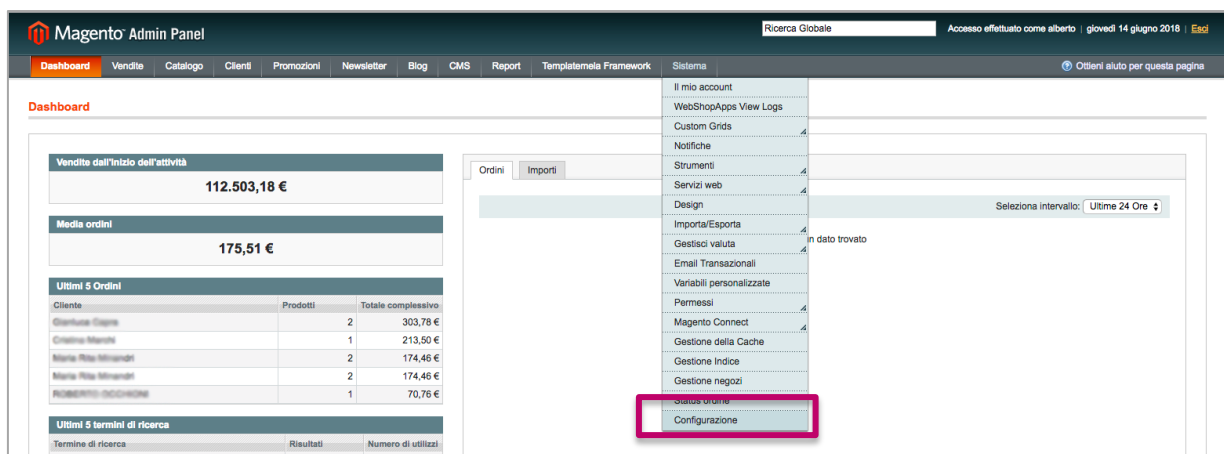 Magento Admin Panel
Ricerca Globale
Accesso effettuato come alberto | giovedì 14 giugno 2018 | Esci
Dashboard Vendite Catalogo Clienti Promozioni Newsletter Blog CMS Report Templatemela Framework Sistema
Ottieni aiuto per questa pagina
Il mio account
WebShopApps View Logs
Custom Grids
Notifiche
Strumenti
Servizi web
Design
Importa/Esporta
Gestisci valuta
Email Transazionali
Variabili personalizzate
Permessi
Magento Connect
Gestione della Cache
Gestione Indice
Gestione negozi
Status ordine
Configurazione
Dashboard
Vendite dall'inizio dell'attività
112.503,18 €
Media ordini
175,51 €
Ultimi 5 Ordini
Cliente Prodotti Totale complessivo
2 303,78 €
1 213,50 €
2 174,46 €
2 174,46 €
1 70,76 €
Ultimi 5 termini di ricerca
Termine di ricerca Risultati Numero di utilizzi
Ordini Importi
Seleziona intervallo: Ultime 24 Ore
n dato trovato